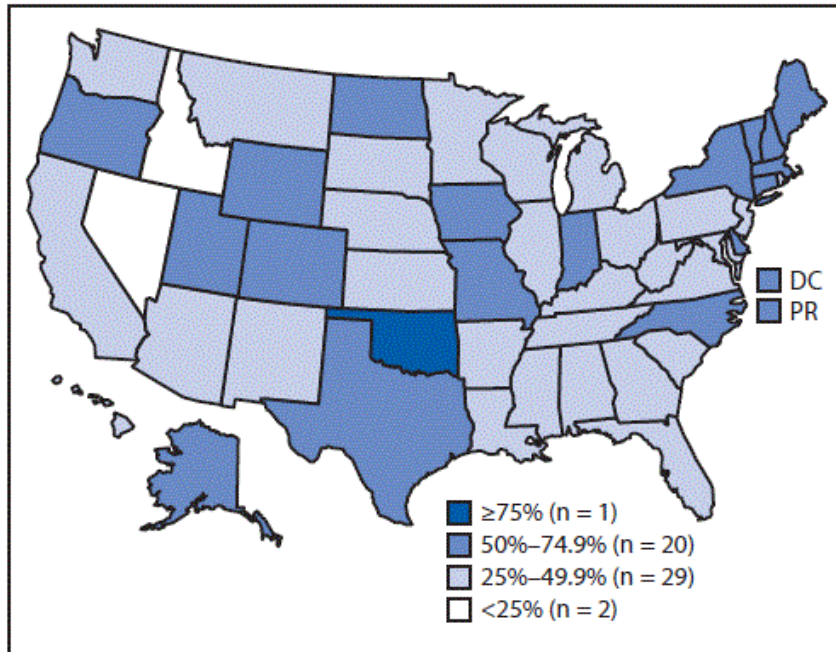 DC
PR
≥75% (n = 1)
50%–74.9% (n = 20)
25%–49.9% (n = 29)
<25% (n = 2)